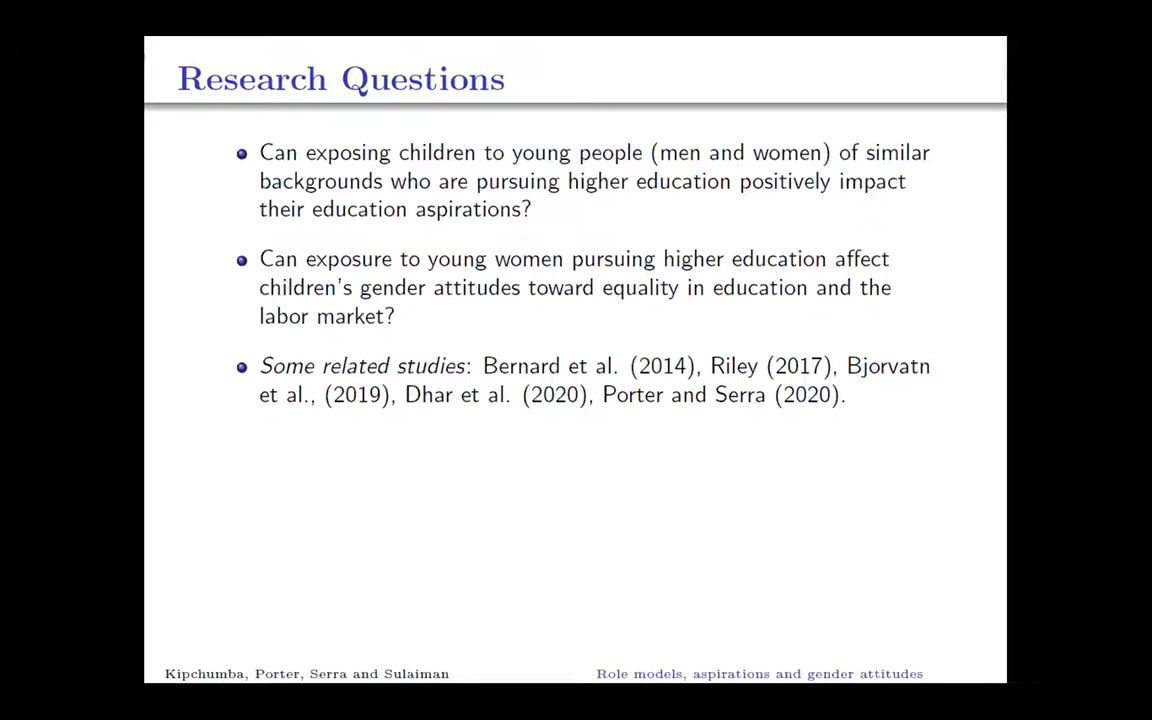 Research Questions
Can exposing children to young people (men and women) of similar
backgrounds who are pursuing higher education positively impact
their education aspirations?
Can exposure to young women pursuing higher education affect
children's gender attitudes toward equality in education and the
labor market?
Some related studies: Bernard et al. (2014), Riley (2017), Bjorvatn
et al., (2019), Dhar et al. (2020), Porter and Serra (2020).
Kipchumba, Porter, Serra and Sulaiman
Role models, aspirations and gender attitudes